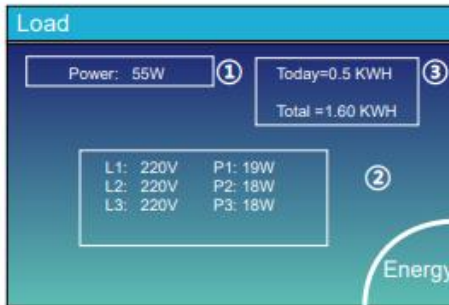 Load
Power: 55W ①
Today=0.5 KWH ③
Total =1.60 KWH
L1: 220V P1: 19W
L2: 220V P2: 18W ②
L3: 220V P3: 18W
Energy